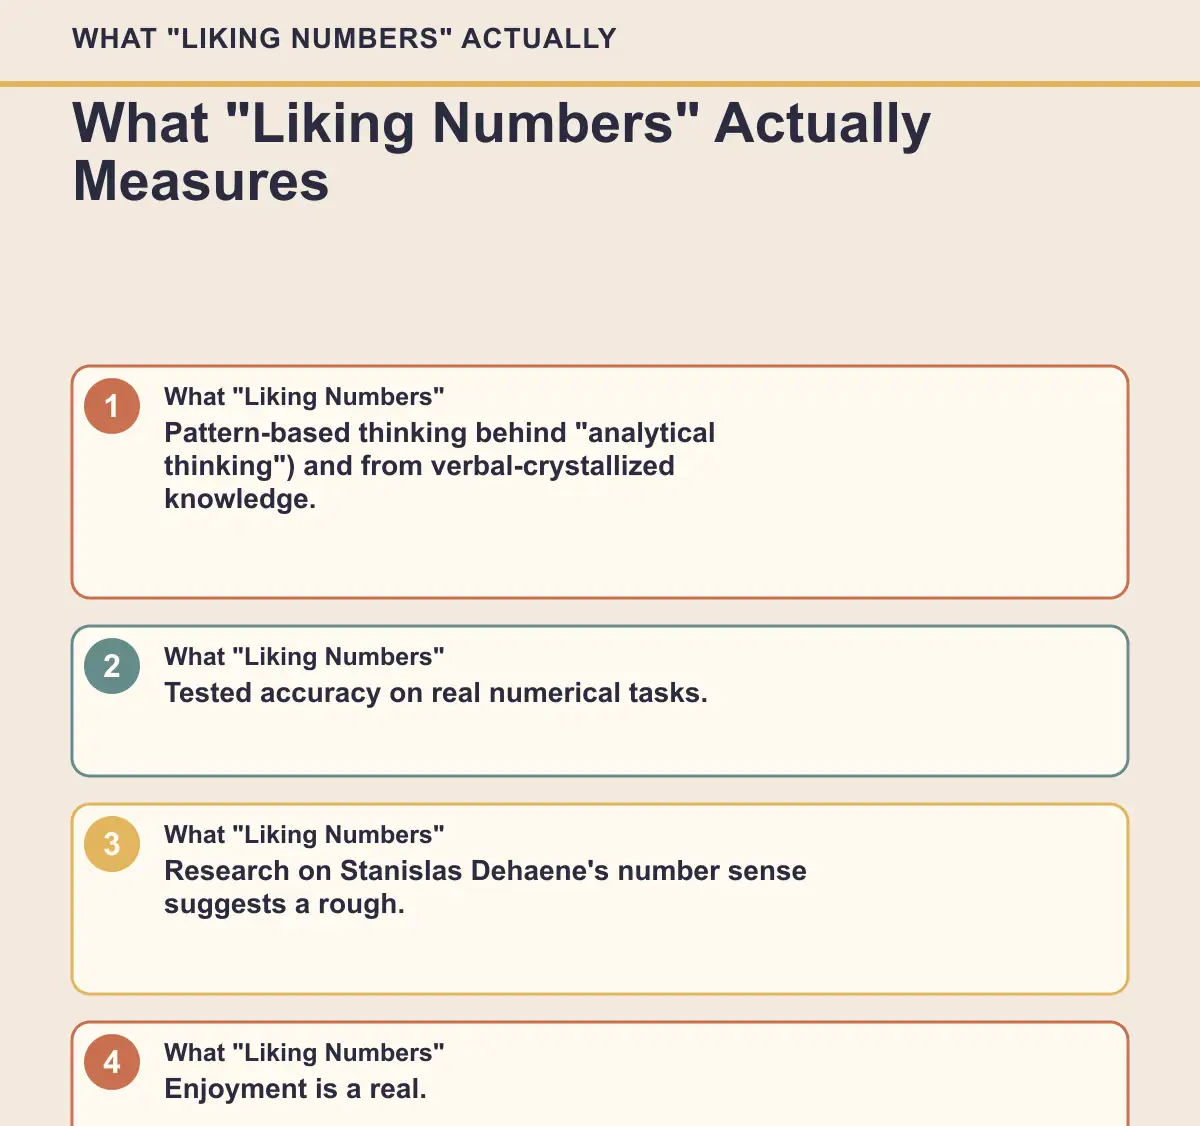 WHAT "LIKING NUMBERS" ACTUALLY
What "Liking Numbers" Actually
Measures
1
What "Liking Numbers"
Pattern-based thinking behind "analytical
thinking") and from verbal-crystallized
knowledge.
2
What "Liking Numbers"
Tested accuracy on real numerical tasks.
3
What "Liking Numbers"
Research on Stanislas Dehaene's number sense
suggests a rough.
4
What "Liking Numbers"
Enjoyment is a real.